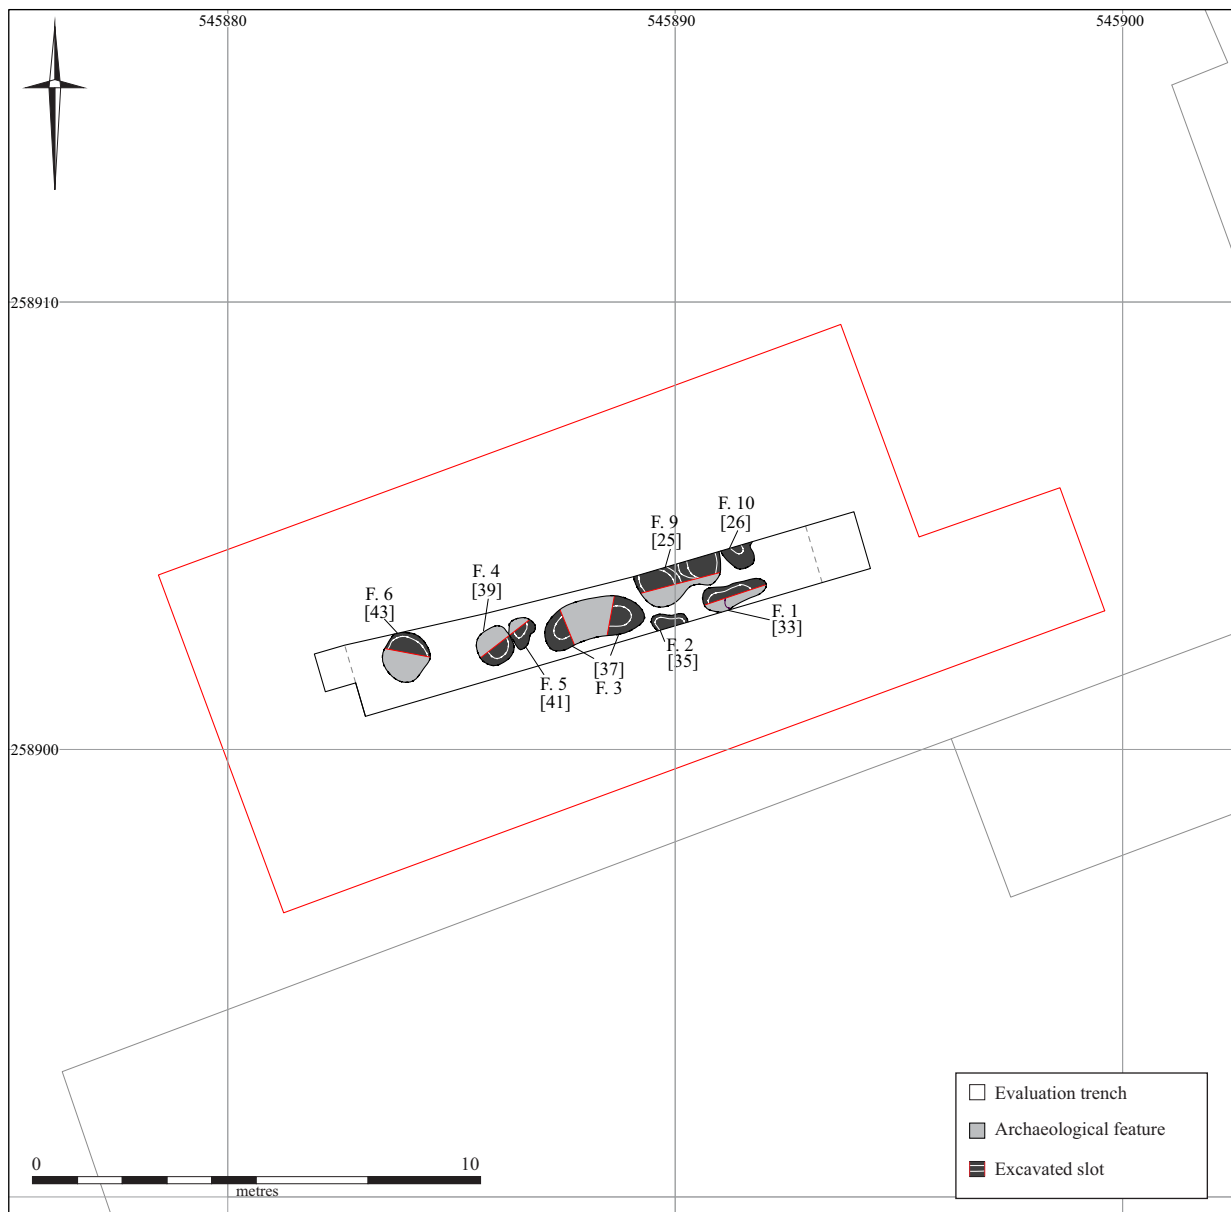 545880
545890
545900
258910
F. 10
[26]
F. 9
[25]
F. 4
[39]
F. 6
[43]
F. 1
[33]
F. 2
[35]
[37]
F. 3
F. 5
[41]
258900
Evaluation trench
Archaeological feature
Excavated slot
0
10
metres